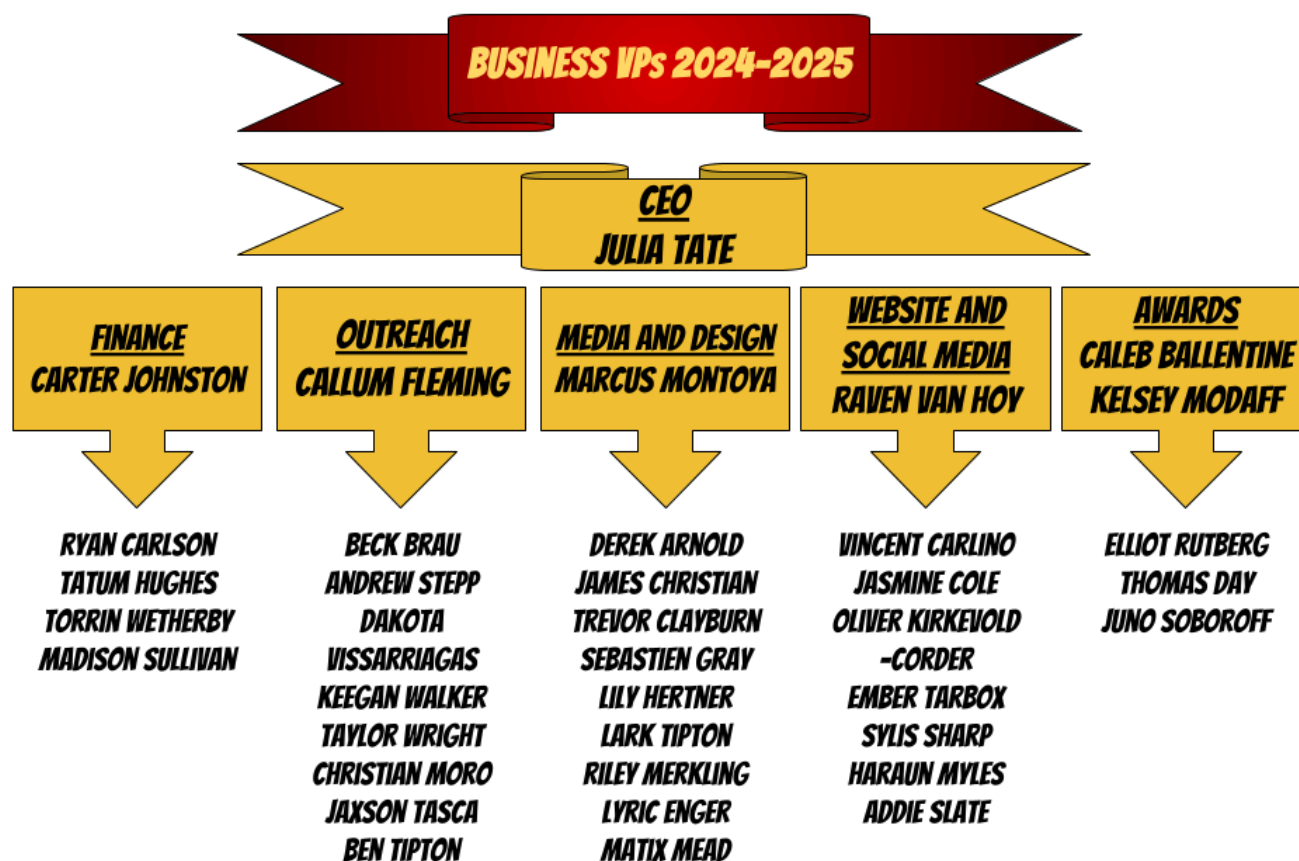 BUSINESS VPs 2024-2025
CEO
JULIA TATE
FINANCE
CARTER JOHNSTON
RYAN CARLSON
TATUM HUGHES
TORRIN WETHERBY
MADISON SULLIVAN
OUTREACH
CALLUM FLEMING
BECK BRAU
ANDREW STEPP
DAKOTA
VISSARRIAGAS
KEEGAN WALKER
TAYLOR WRIGHT
CHRISTIAN MORO
JAXSON TASCA
BEN TIPTON
MEDIA AND DESIGN
MARCUS MONTOYA
DEREK ARNOLD
JAMES CHRISTIAN
TREVOR CLAYBURN
SEBASTIEN GRAY
LILY HERTNER
LARK TIPTON
RILEY MERKLING
LYRIC ENGER
MATIX MEAD
WEBSITE AND
SOCIAL MEDIA
RAVEN VAN HOY
VINCENT CARLINO
JASMINE COLE
OLIVER KIRKEVOLD
-CORDER
EMBER TARBOX
SYLIS SHARP
HARAUN MYLES
ADDIE SLATE
AWARDS
CALEB BALLENTINE
KELSEY MODAFF
ELLIOT RUTBERG
THOMAS DAY
JUNO SOBOROFF